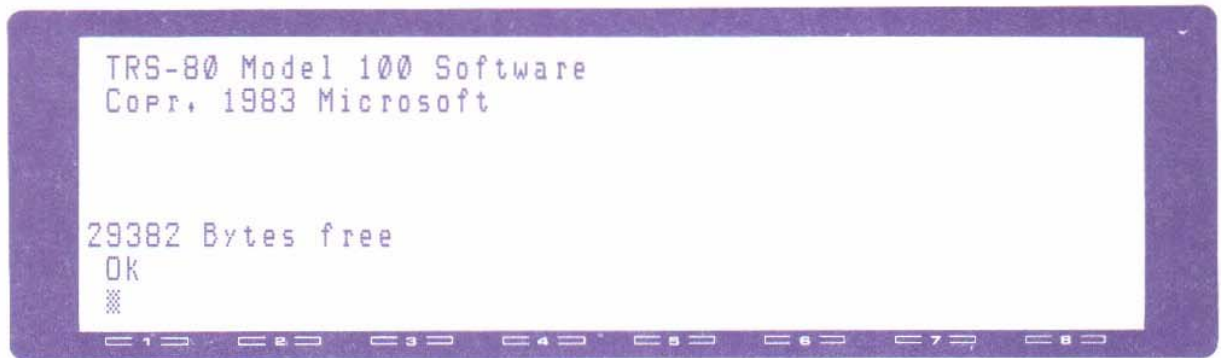 TRS-80 Model 100 Software
Copr. 1983 Microsoft
29382 Bytes free
Ok
1 2 3 4 5 6 7 8